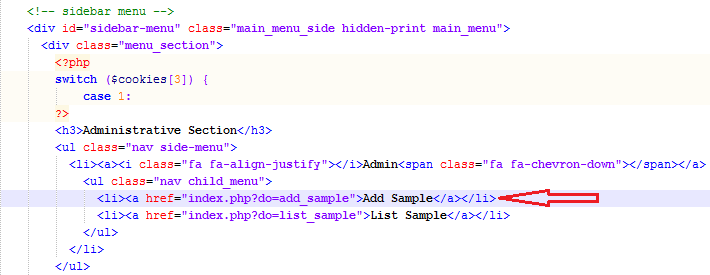 <!-- sidebar menu -->
<div id="sidebar-menu" class="main_menu_side hidden-print main_menu">
<div class="menu_section">
<?php
switch ($cookies[3]) {
case 1:
?>
<h3>Administrative Section</h3>
<ul class="nav side-menu">
<li><a><i class="fa fa-align-justify"></i>Admin<span class="fa fa-chevron-down"></span></a>
<ul class="nav child_menu">
<li><a href="index.php?do=add_sample">Add Sample</a></li>
<li><a href="index.php?do=list_sample">List Sample</a></li>
</ul>
</li>
</ul>